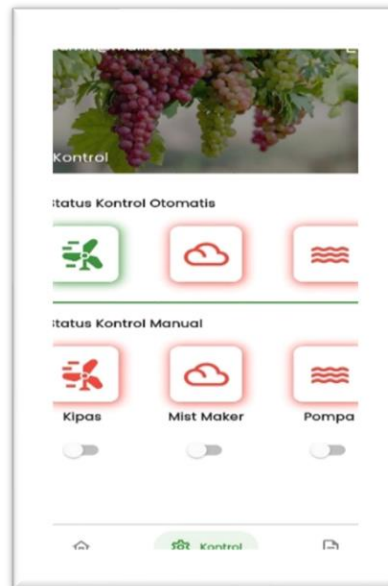 Kontrol
Status Kontrol Otomatis
Status Kontrol Manual
Kipas Mist Maker Pompa
Kontrol